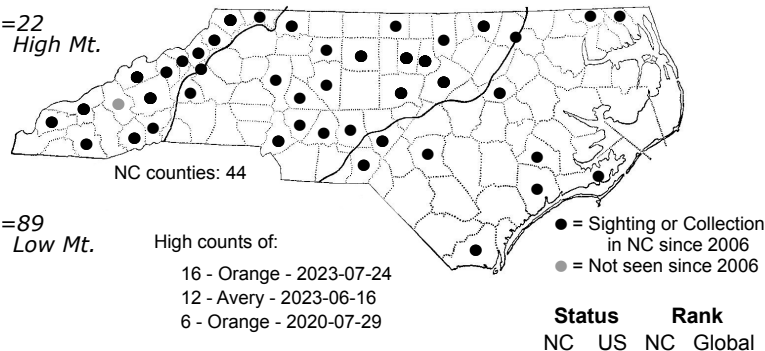 =22
High Mt.
NC counties: 44
=89
Low Mt.
High counts of:
16 - Orange - 2023-07-24
12 - Avery - 2023-06-16
6 - Orange - 2020-07-29
= Sighting or Collection
in NC since 2006
= Not seen since 2006
Status Rank
NC US NC Global